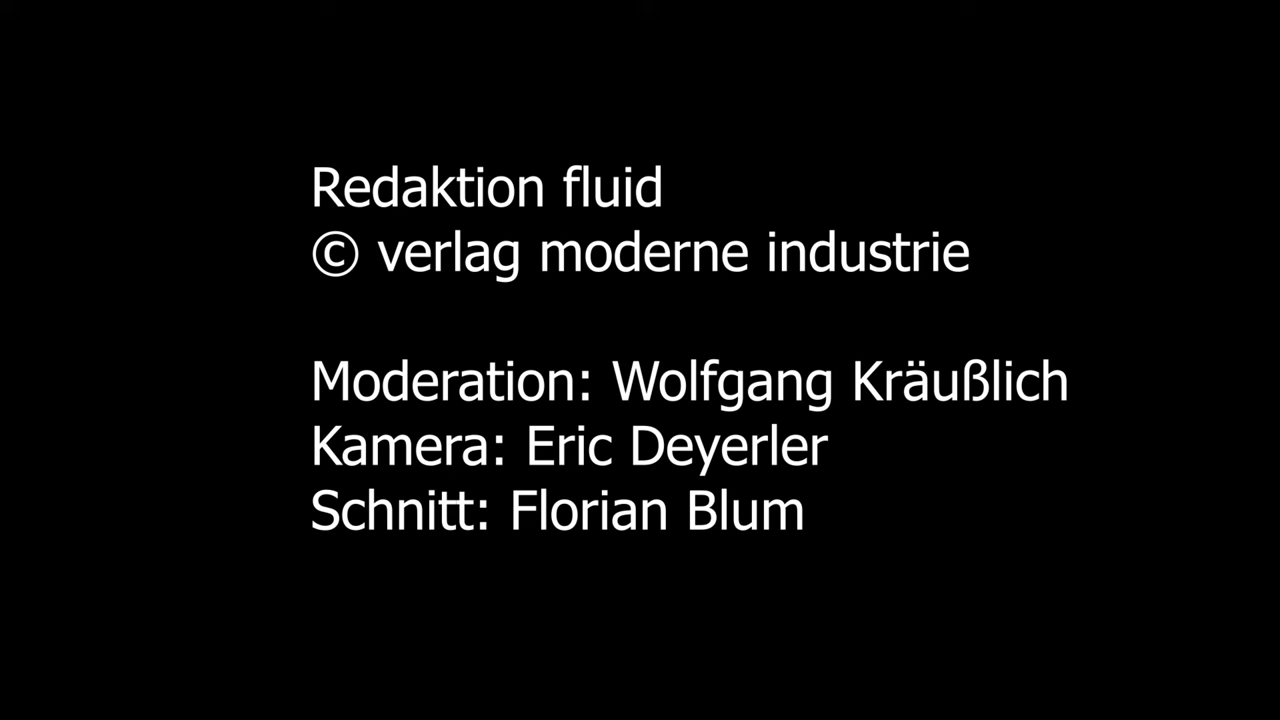 Redaktion fluid
© verlag moderne industrie
Moderation: Wolfgang Kräußlich
Kamera: Eric Deyerler
Schnitt: Florian Blum